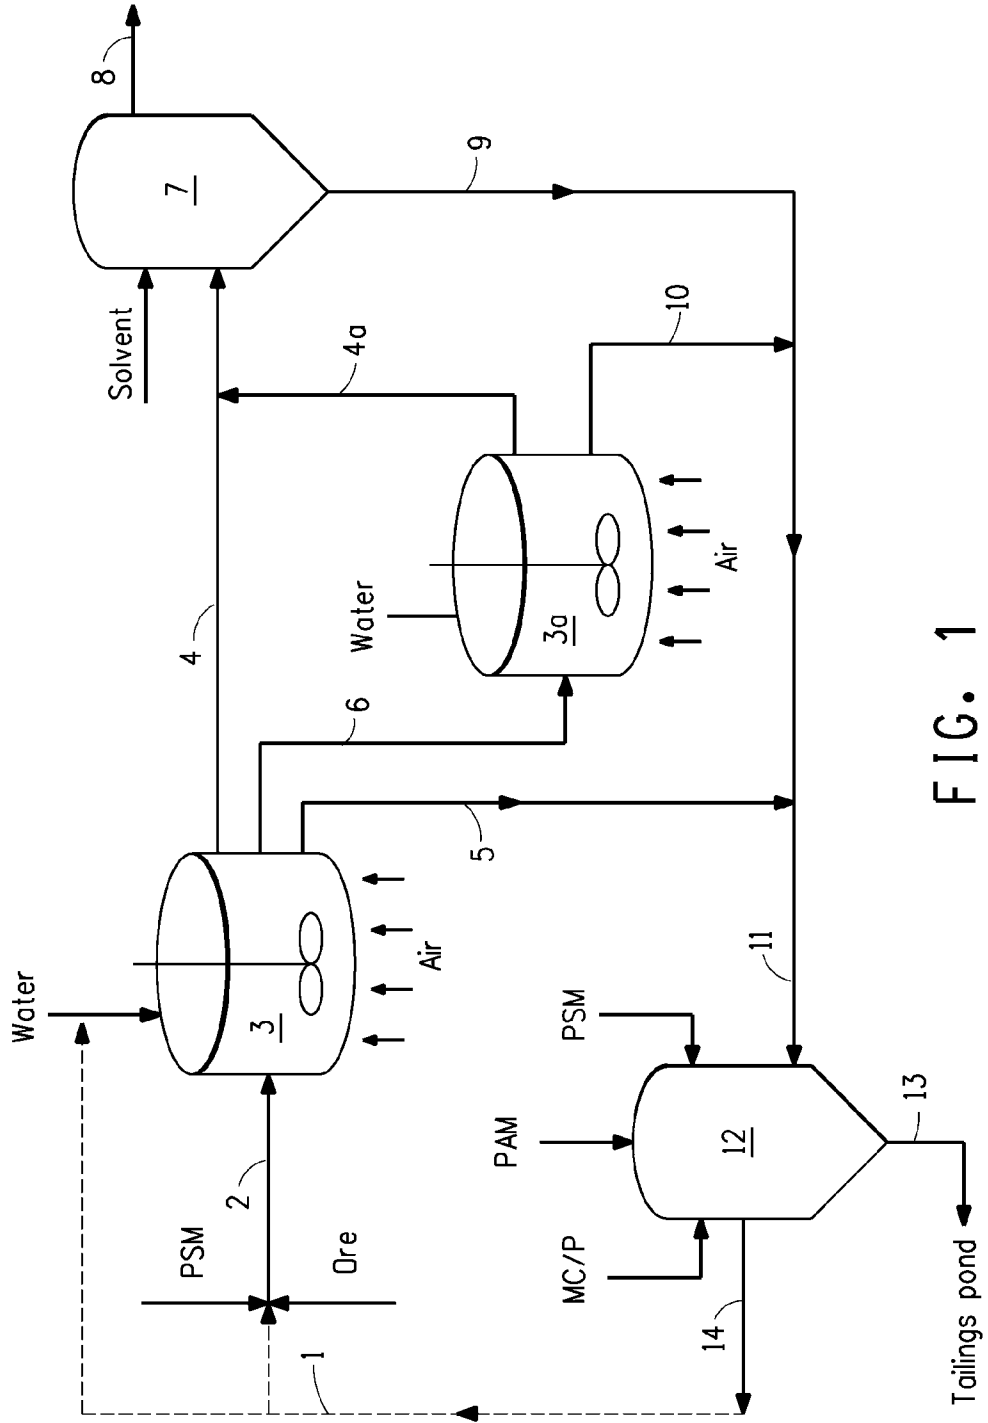 8
7
Solvent
9
4
4a
10
Water
3a
Air
6
5
Water
3
Air
11
PSM
PAM
12
13
MC/P
14
Tailings pond
2
PSM
Ore
1
FIG. 1